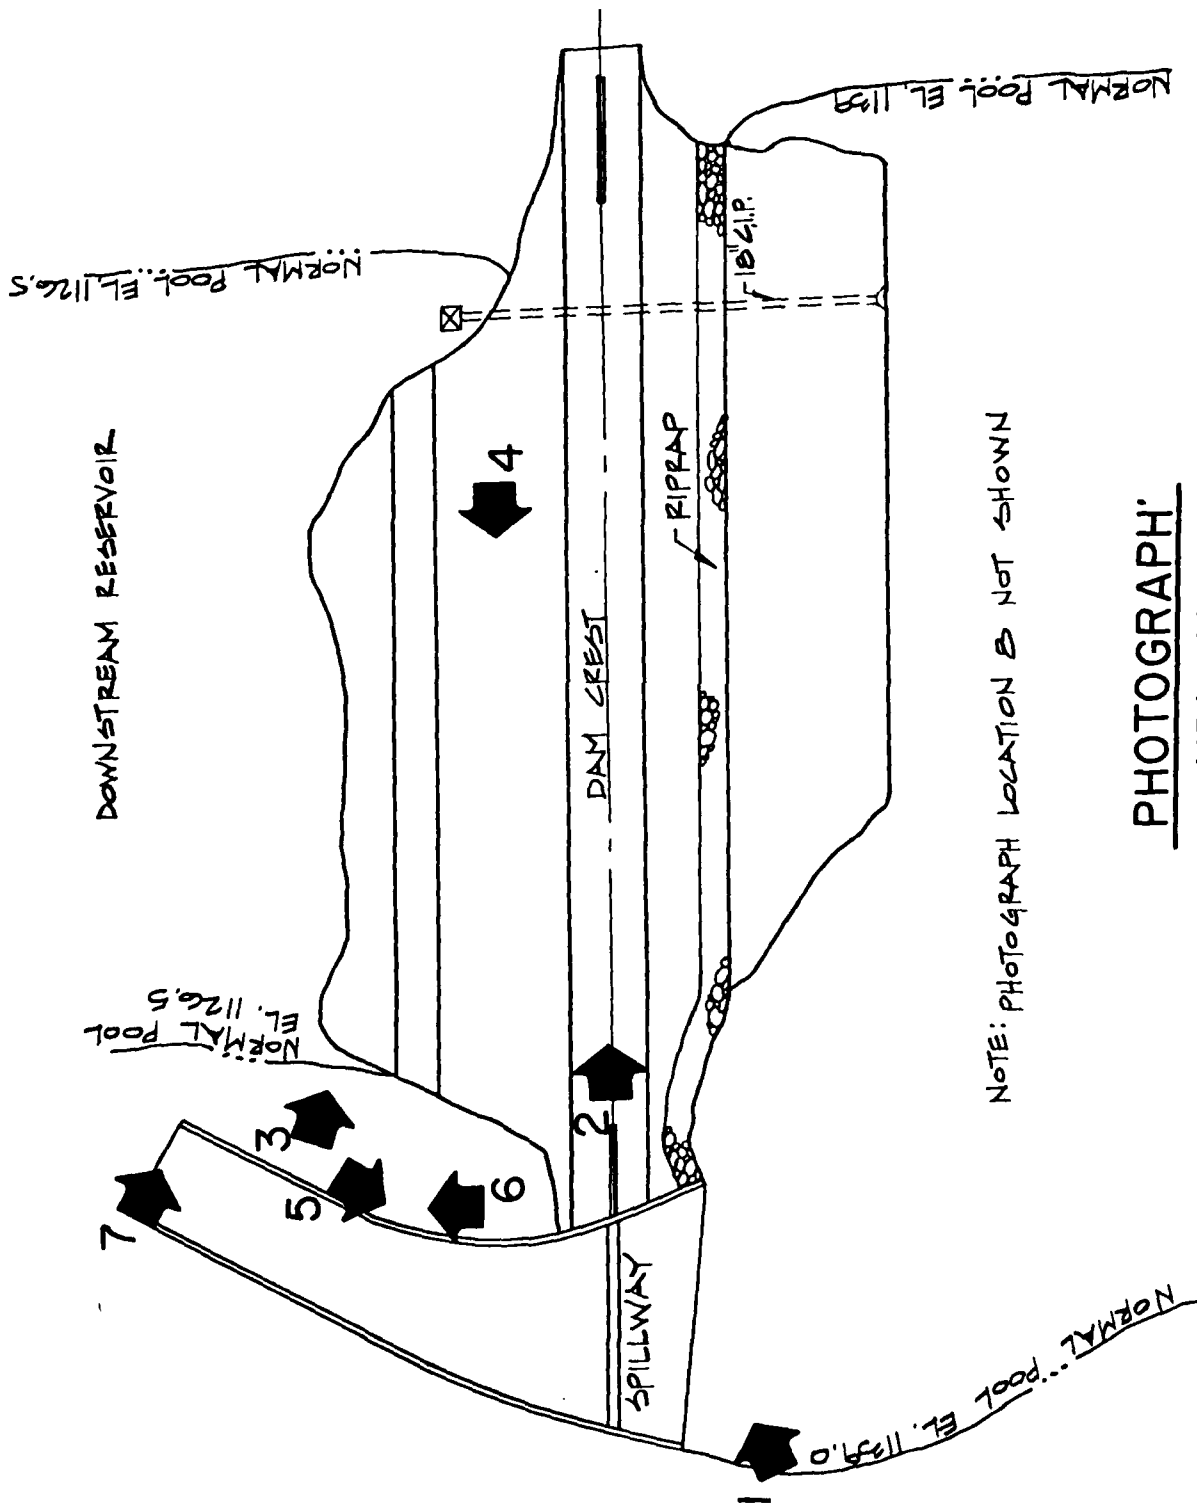 DOWNSTREAM RESERVOIR
NORMAL POOL
EL. 1126.5
NORMAL POOL EL. 1126.5
7
3
5
6
4
2
DAM CREST
SPILLWAY
RIPRAP
18" C.I.P.
1
NORMAL POOL EL. 1139.0
NORMAL POOL EL. 1139
NOTE: PHOTOGRAPH LOCATION 8 NOT SHOWN
PHOTOGRAPH